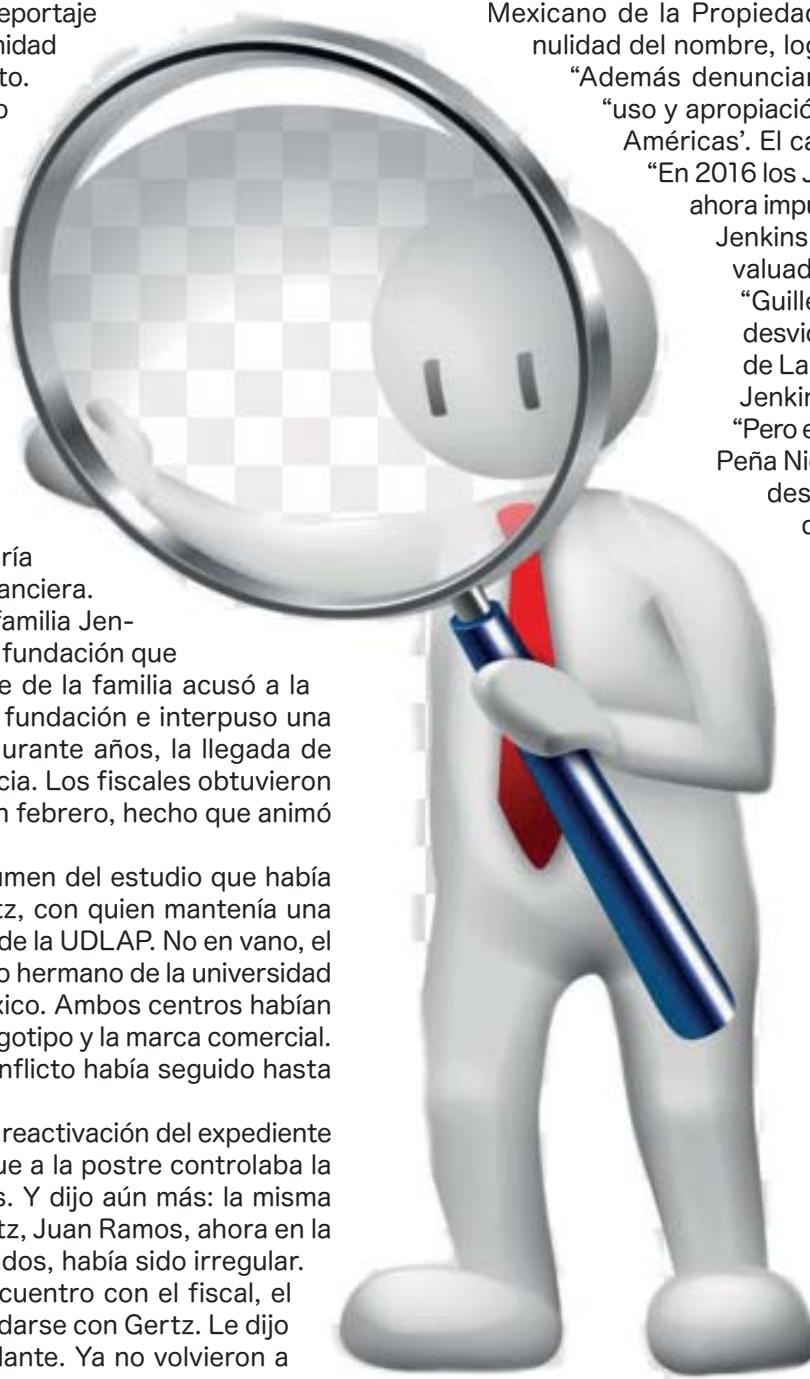 eportaje
nidad
to.
o
ría
anciera.
familia Jen-
fundación que
e de la familia acusó a la
fundación e interpuso una
urante años, la llegada de
cia. Los fiscales obtuvieron
n febrero, hecho que animó
umen del estudio que había
tz, con quien mantenía una
de la UDLAP. No en vano, el
o hermano de la universidad
xico. Ambos centros habían
gotipo y la marca comercial.
nflicto había seguido hasta
reactivación del expediente
ue a la postre controlaba la
s. Y dijo aún más: la misma
tz, Juan Ramos, ahora en la
dos, había sido irregular.
cuentro con el fiscal, el
darse con Gertz. Le dijo
lante. Ya no volvieron a
Mexicano de la Propiedad
nulidad del nombre, log
“Además denuncian
“uso y apropiació
Américas’. El ca
“En 2016 los J
ahora impu
Jenkins
valuad
“Guille
desvio
de La
Jenkin
“Pero e
Peña Nie
des